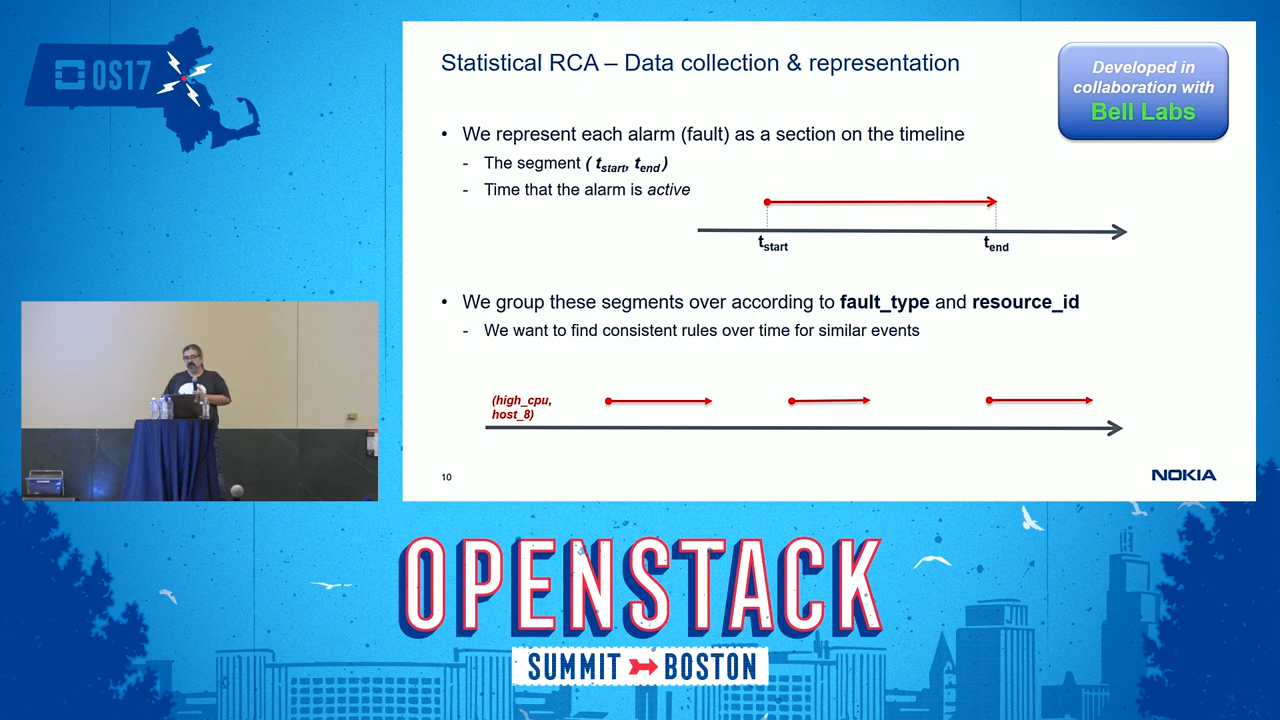 OS17
Statistical RCA – Data collection & representation
Developed in
collaboration with
Bell Labs
• We represent each alarm (fault) as a section on the timeline
- The segment ( tstart, tend )
- Time that the alarm is active
tstart
tend
• We group these segments over according to fault_type and resource_id
- We want to find consistent rules over time for similar events
(high_cpu,
host_8)
10
NOKIA
OPENSTACK
SUMMIT BOSTON